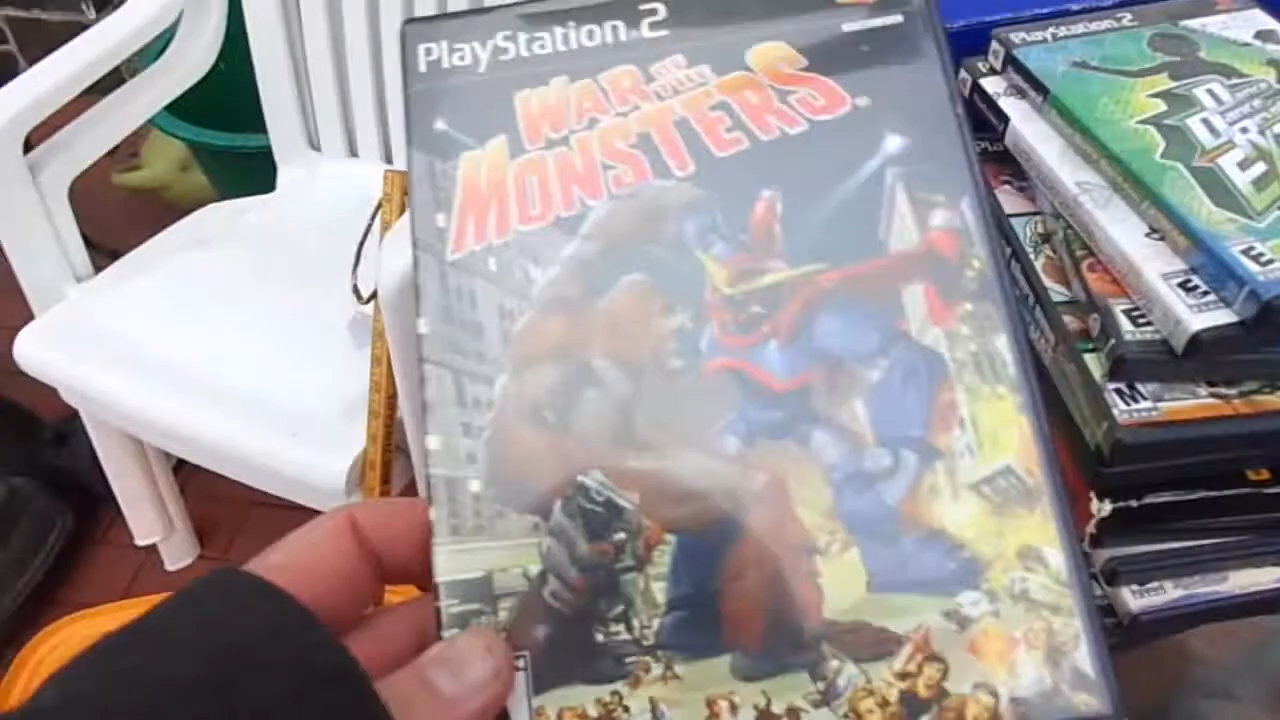 PlayStation 2
WAR OF THE
MONSTERS
PlayStation 2
E
E
E
M